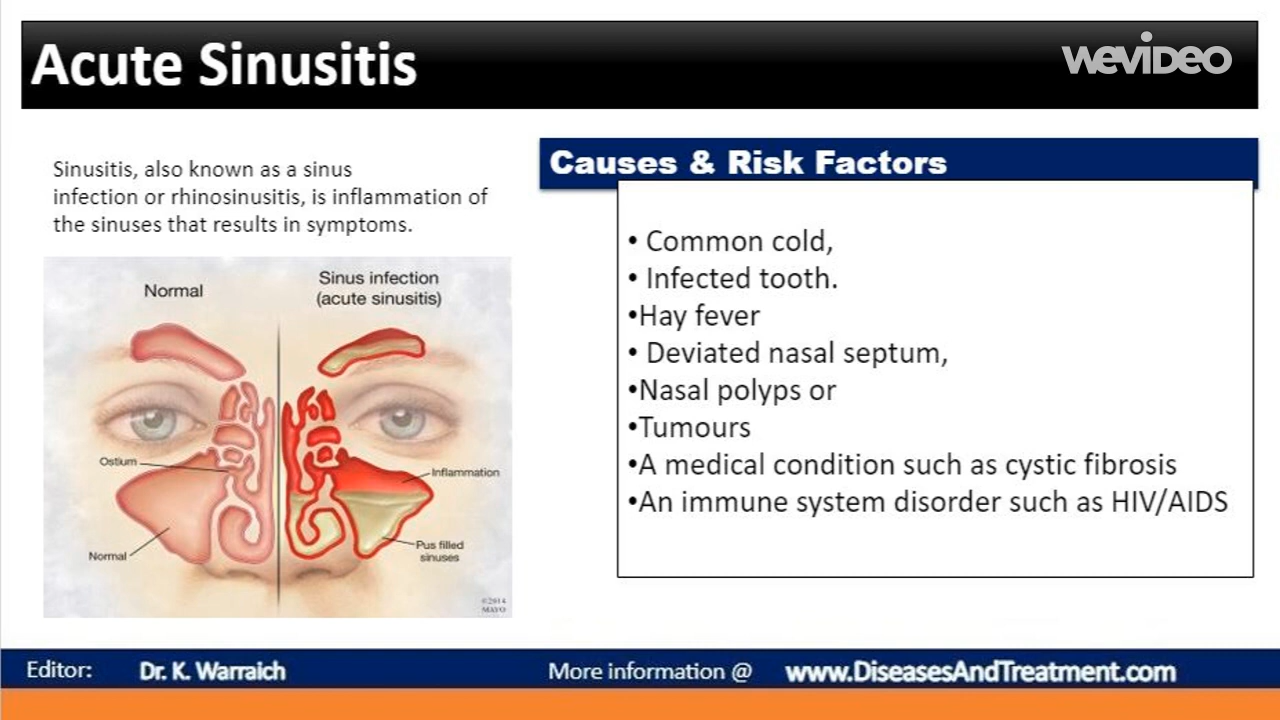 Acute Sinusitis
WEVIDEO
Sinusitis, also known as a sinus
infection or rhinosinusitis, is inflammation of
the sinuses that results in symptoms.
Normal
Sinus infection
(acute sinusitis)
Ostium
Inflammation
Normal
Pus filled
sinuses
©2014
MAYO
Causes & Risk Factors
• Common cold,
• Infected tooth.
•Hay fever
• Deviated nasal septum,
•Nasal polyps or
•Tumours
•A medical condition such as cystic fibrosis
•An immune system disorder such as HIV/AIDS
Editor: Dr. K. Warraich
More information @ www.DiseasesAndTreatment.com